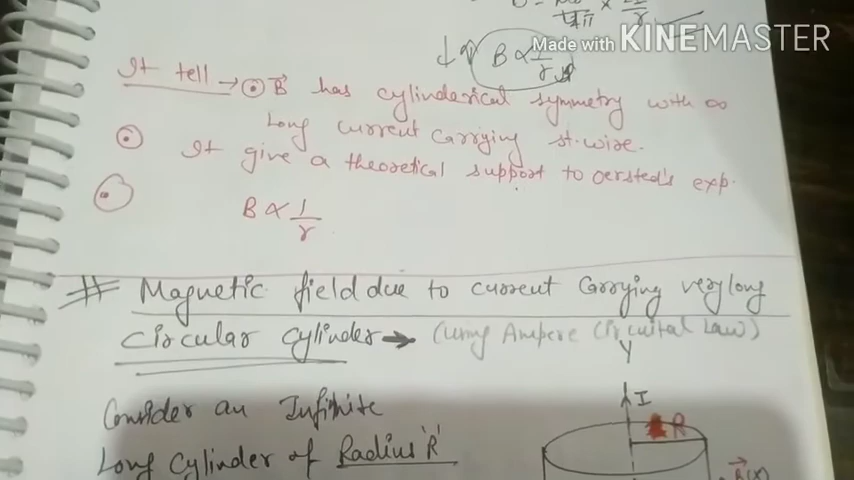 Made with KINEMASTER
B ∝ 1/r
It tell → ⊙ B⃗ has cylinderical symmetry with ∞
Long current carrying st. wire.
It give a theoretical support to oersted's exp.
B ∝ 1/r
# Magnetic field due to current Carrying very long
Circular Cylinder → (using Ampere Circuital Law)
Y
Consider an Infinite
I
R
Long Cylinder of Radius 'R'